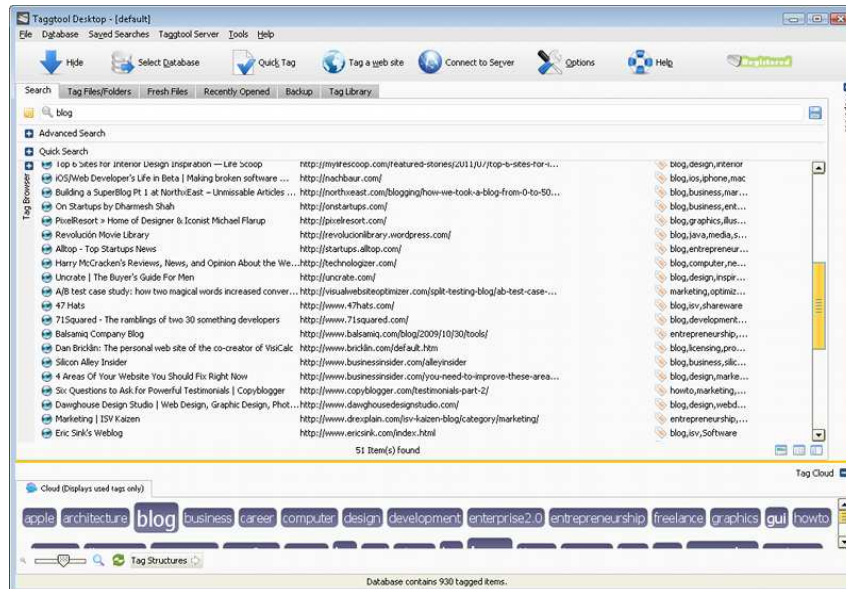 Taggtool Desktop - [default]
File Database Saved Searches Taggtool Server Tools Help
Hide Select Database Quick Tag Tag a web site Connect to Server Options Help Registered
Search Tag Files/Folders Fresh Files Recently Opened Backup Tag Library
blog
Advanced Search
Quick Search
Tag Browser
Top 6 Sites for Interior Design Inspiration — Life Scoop http://mylifescoop.com/featured-stories/2011/07/top-6-sites-for-i... blog,design,interior
iOS/Web Developer's Life in Beta | Making broken software ... http://nachbaur.com/ blog,ios,iphone,mac
Building a SuperBlog Pt 1 at North×East – Unmissable Articles ... http://northxeast.com/blogging/how-we-took-a-blog-from-0-to-50... blog,business,mar...
On Startups by Dharmesh Shah http://onstartups.com/ blog,business,ent...
PixelResort » Home of Designer & Iconist Michael Flarup http://pixelresort.com/ blog,graphics,illus...
Revolución Movie Library http://revolucionlibrary.wordpress.com/ blog,java,media,s...
Alltop - Top Startups News http://startups.alltop.com/ blog,entrepreneur...
Harry McCracken's Reviews, News, and Opinion About the We... http://technologizer.com/ blog,computer,ne...
Uncrate | The Buyer's Guide For Men http://uncrate.com/ blog,design,inspir...
A/B test case study: how two magical words increased conver... http://visualwebsiteoptimizer.com/split-testing-blog/ab-test-case-... marketing,optimiz...
47 Hats http://www.47hats.com/ blog,isv,shareware
71Squared - The ramblings of two 30 something developers http://www.71squared.com/ blog,development...
Balsamiq Company Blog http://www.balsamiq.com/blog/2009/10/30/tools/ entrepreneurship,...
Dan Bricklin: The personal web site of the co-creator of VisiCalc http://www.bricklin.com/default.htm blog,licensing,pro...
Silicon Alley Insider http://www.businessinsider.com/alleyinsider blog,business,silic...
4 Areas Of Your Website You Should Fix Right Now http://www.businessinsider.com/you-need-to-improve-these-area... blog,design,marke...
Six Questions to Ask for Powerful Testimonials | Copyblogger http://www.copyblogger.com/testimonials-part-2/ howto,marketing,...
Dawghouse Design Studio | Web Design, Graphic Design, Phot... http://www.dawghousedesignstudio.com/ blog,design,webd...
Marketing | ISV Kaizen http://www.drexplain.com/isv-kaizen-blog/category/marketing/ entrepreneurship,...
Eric Sink's Weblog http://www.ericsink.com/index.html blog,isv,Software
51 Item(s) found
Tag Cloud
Cloud (Displays used tags only)
apple architecture blog business career computer design development enterprise2.0 entrepreneurship freelance graphics gui howto
Tag Structures
Database contains 930 tagged items.